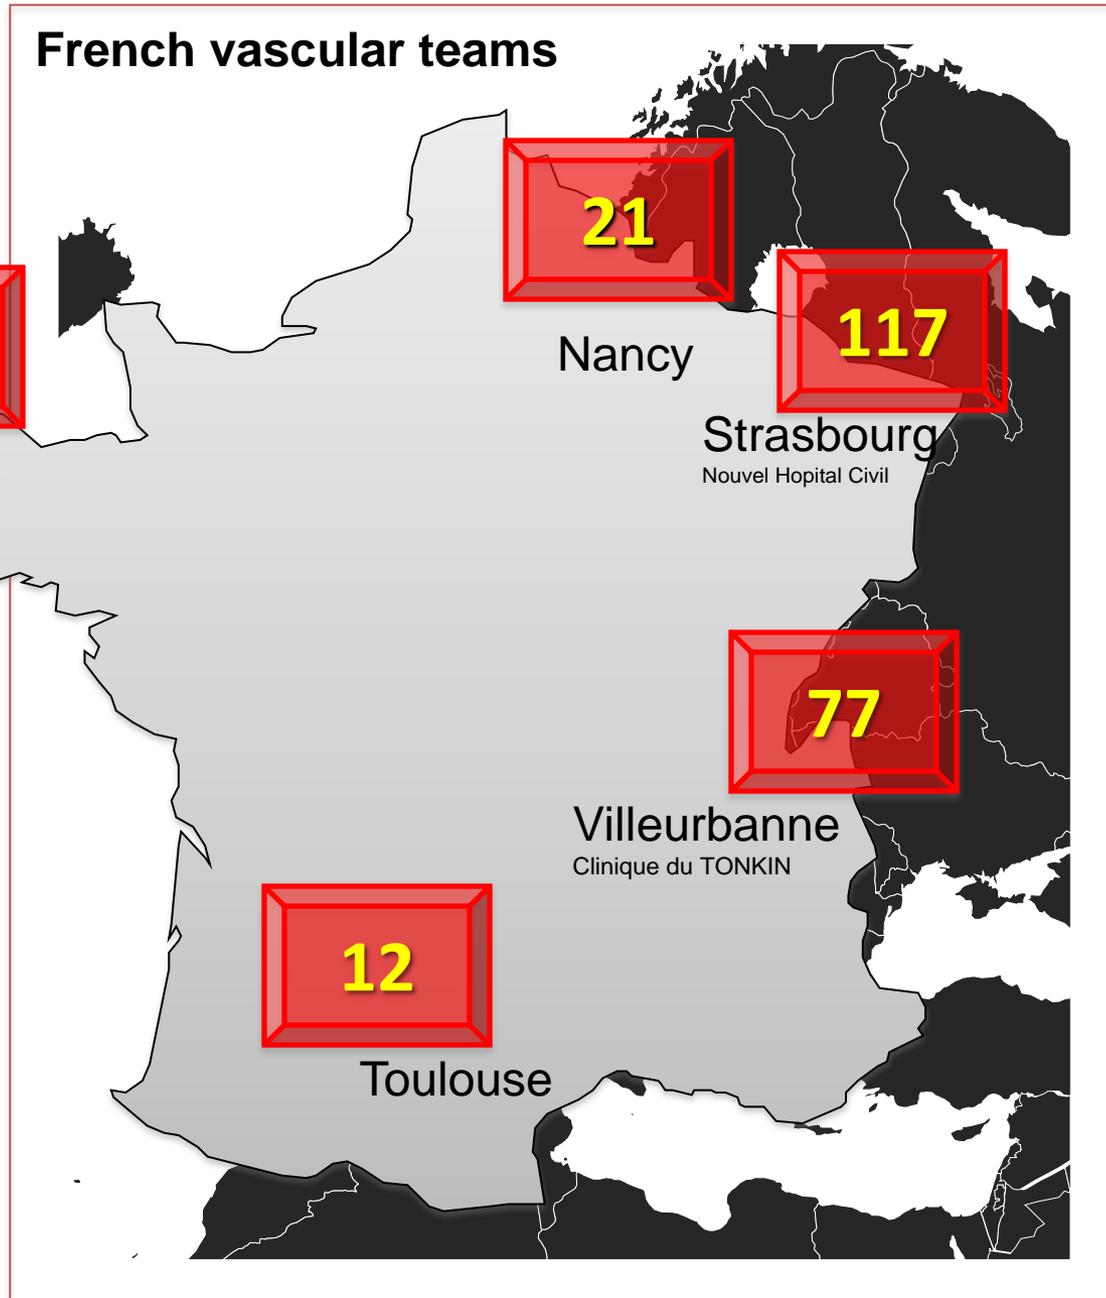 French vascular teams
21
Nancy
117
Strasbourg
Nouvel Hopital Civil
77
Villeurbanne
Clinique du TONKIN
12
Toulouse